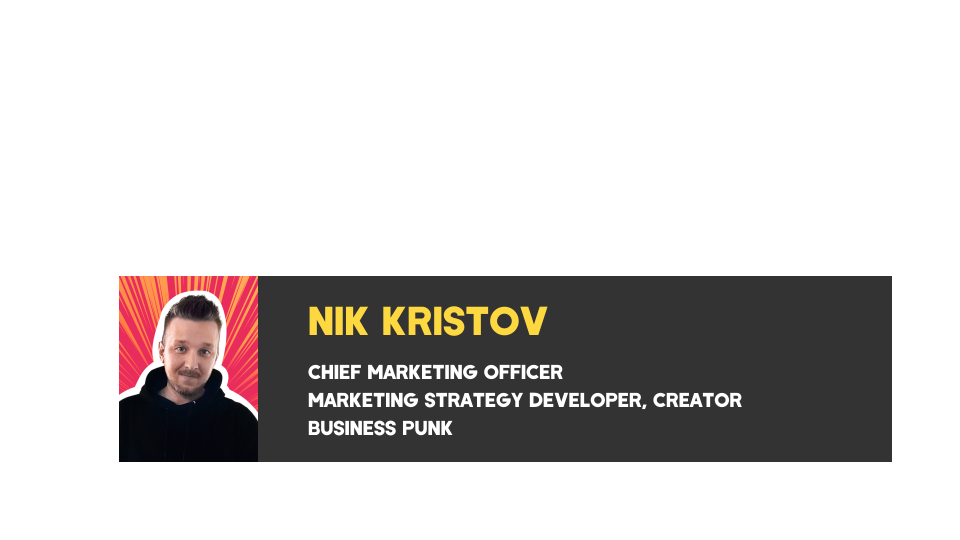 NIK KRISTOV
CHIEF MARKETING OFFICER
MARKETING STRATEGY DEVELOPER, CREATOR
BUSINESS PUNK